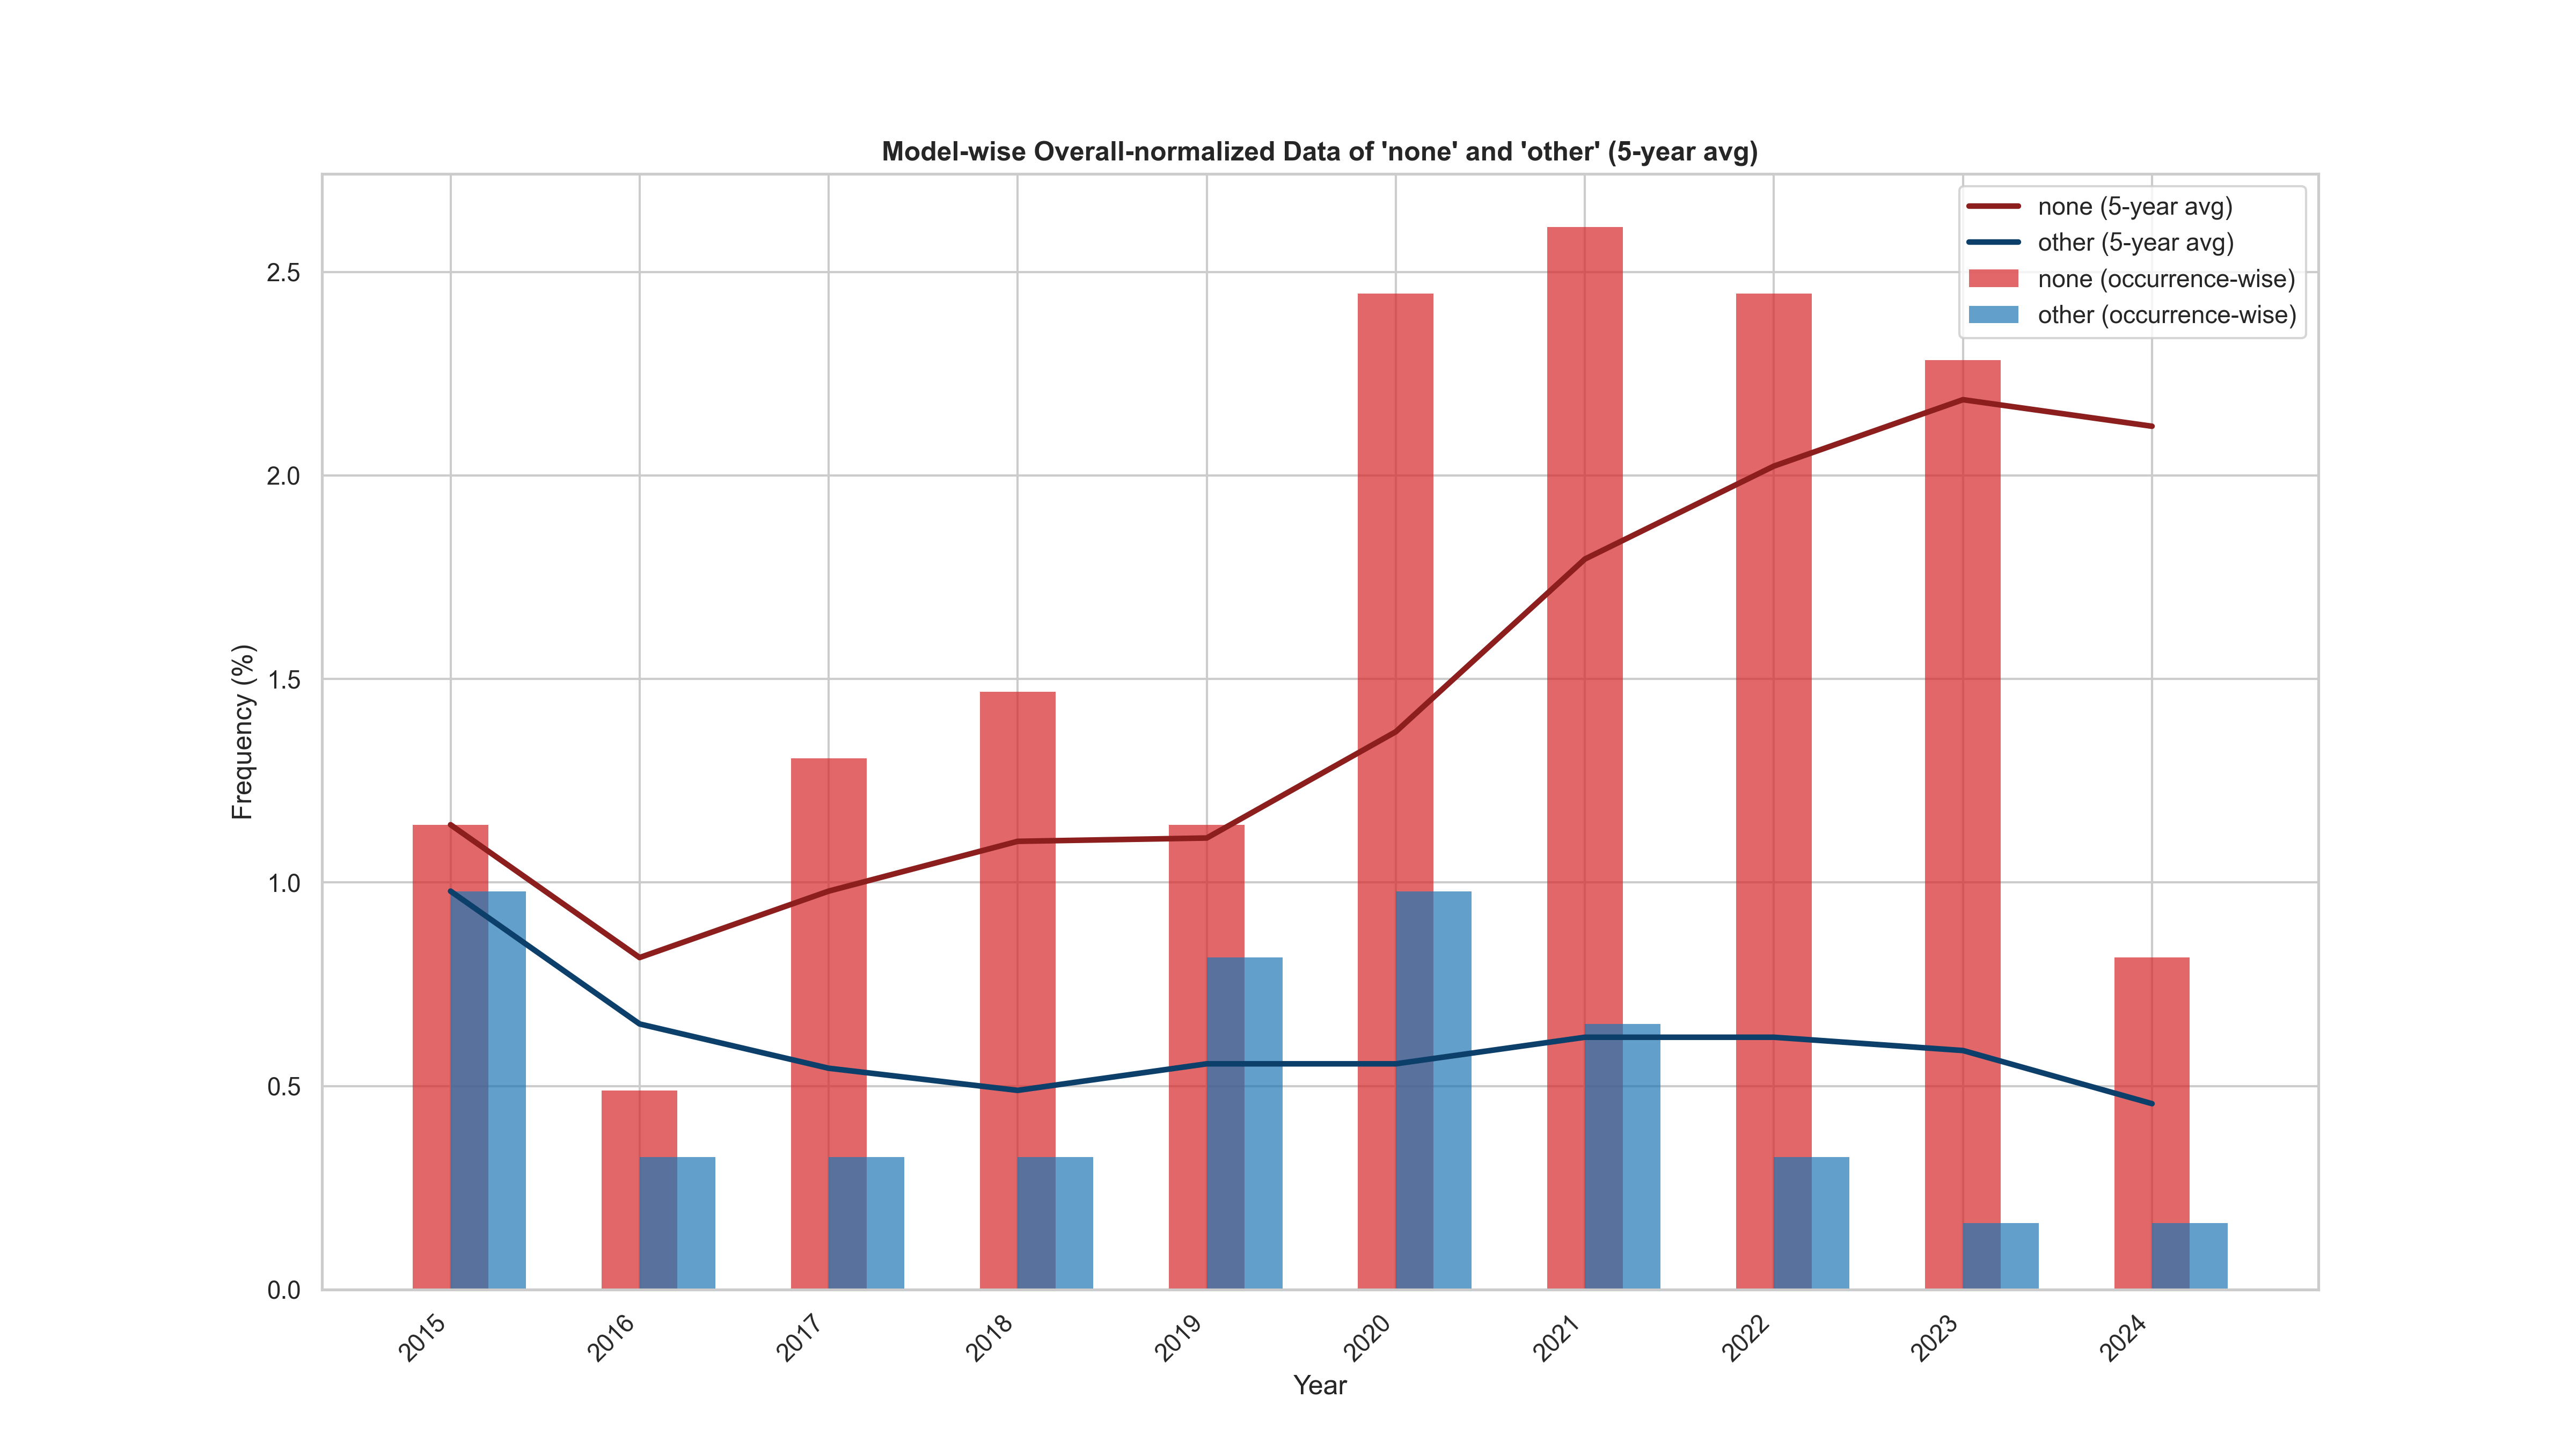 Model-wise Overall-normalized Data of 'none' and 'other' (5-year avg)
none (5-year avg)
other (5-year avg)
none (occurrence-wise)
other (occurrence-wise)
Frequency (%)
2.5
2.0
1.5
1.0
0.5
0.0
2015
2016
2017
2018
2019
2020
2021
2022
2023
2024
Year